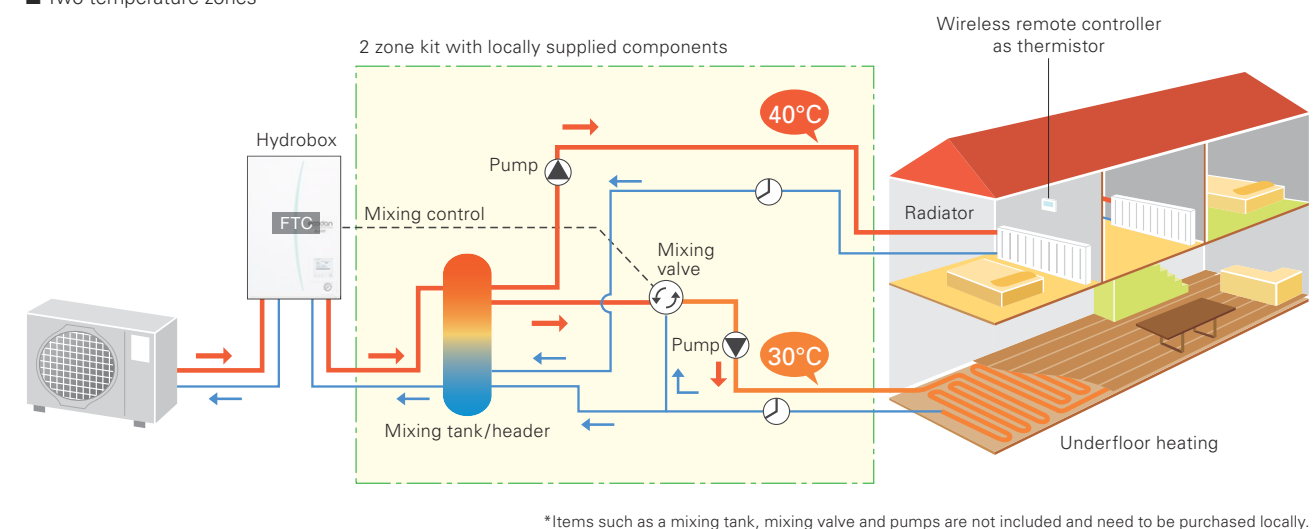 ■ Two temperature zones
Wireless remote controller
as thermistor
2 zone kit with locally supplied components
40°C
Hydrobox
Pump
FTC
Mixing control
Radiator
Mixing
valve
Pump
30°C
Mixing tank/header
Underfloor heating
*Items such as a mixing tank, mixing valve and pumps are not included and need to be purchased locally.